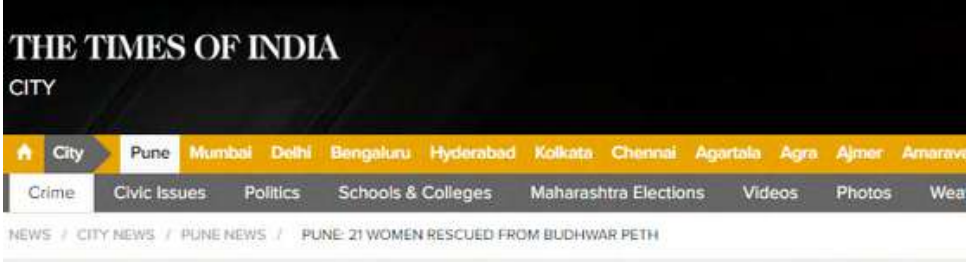 THE TIMES OF INDIA
CITY
City Pune Mumbai Delhi Bengaluru Hyderabad Kolkata Chennai Agartala Agra Ajmer
Crime Civic Issues Politics Schools & Colleges Maharashtra Elections Videos Photos
NEWS / CITY NEWS / PUNE NEWS / PUNE: 21 WOMEN RESCUED FROM BUDHWAR PETH